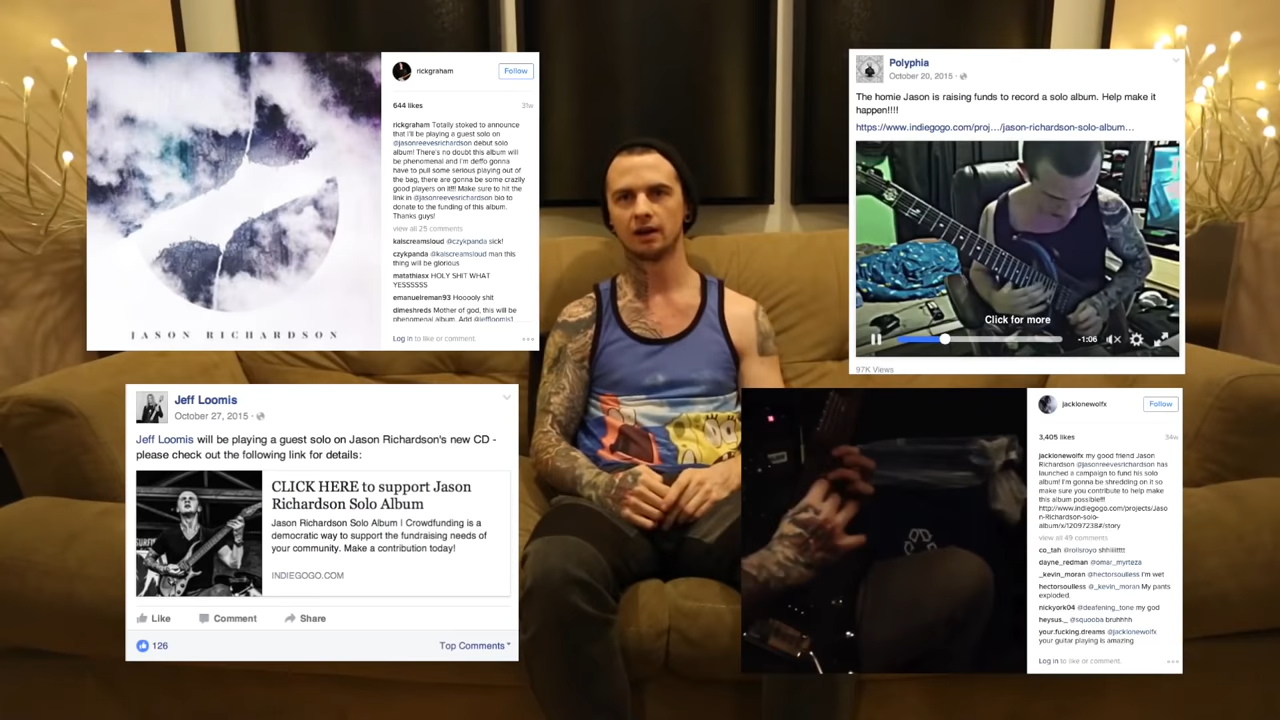 rickgraham
Follow
644 likes
31w
rickgraham Totally stoked to announce
that I'll be playing a guest solo on
@jasonreevesrichardson debut solo
album! There's no doubt this album will
be phenomenal and I'm deffo gonna
have to pull some serious playing out of
the bag, there are gonna be some crazily
good players on it!!! Make sure to hit the
link in @jasonreevesrichardson bio to
donate to the funding of this album.
Thanks guys!
view all 25 comments
kaiscreamsloud @czykpanda sick!
czykpanda @kaiscreamsloud man this
thing will be glorious
matathiasx HOLY SHIT WHAT
YESSSSSS
emanuelreman93 Hooooly shit
dimeshreds Mother of god, this will be
phenomenal album. Add @jeffloomis1
Log in to like or comment.
JASON RICHARDSON
Polyphia
October 20, 2015
The homie Jason is raising funds to record a solo album. Help make it
happen!!!!
https://www.indiegogo.com/proj…/jason-richardson-solo-album…
Click for more
-1:06
97K Views
Jeff Loomis
October 27, 2015
Jeff Loomis will be playing a guest solo on Jason Richardson's new CD -
please check out the following link for details:
CLICK HERE to support Jason
Richardson Solo Album
Jason Richardson Solo Album | Crowdfunding is a
democratic way to support the fundraising needs of
your community. Make a contribution today!
INDIEGOGO.COM
Like Comment Share
126
Top Comments
jacklonewolfx
Follow
3,405 likes
34w
jacklonewolfx my good friend Jason
Richardson @jasonreevesrichardson has
launched a campaign to fund his solo
album! I'm gonna be shredding on it so
make sure you contribute to help make
this album possible!!!
http://www.indiegogo.com/projects/Jaso
n-Richardson-solo-
album/x/12097238#/story
view all 49 comments
co_tah @rollsroyo shhiiiitttt
dayne_redman @omar_myrteza
_kevin_moran @hectorsoulless I'm wet
hectorsoulless @_kevin_moran My pants
exploded.
nickyork04 @deafening_tone my god
heysus._ @squooba bruhhhh
your.fucking.dreams @jacklonewolfx
your guitar playing is amazing
Log in to like or comment.